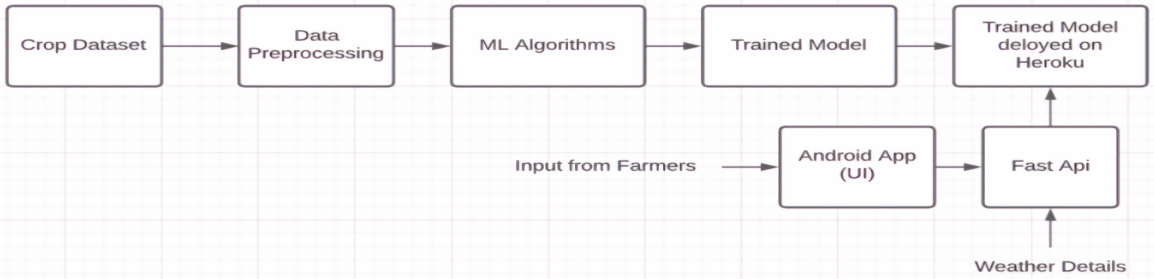 Crop Dataset
Data
Preprocessing
ML Algorithms
Trained Model
Trained Model
deloyed on
Heroku
Input from Farmers
Android App
(UI)
Fast Api
Weather Details